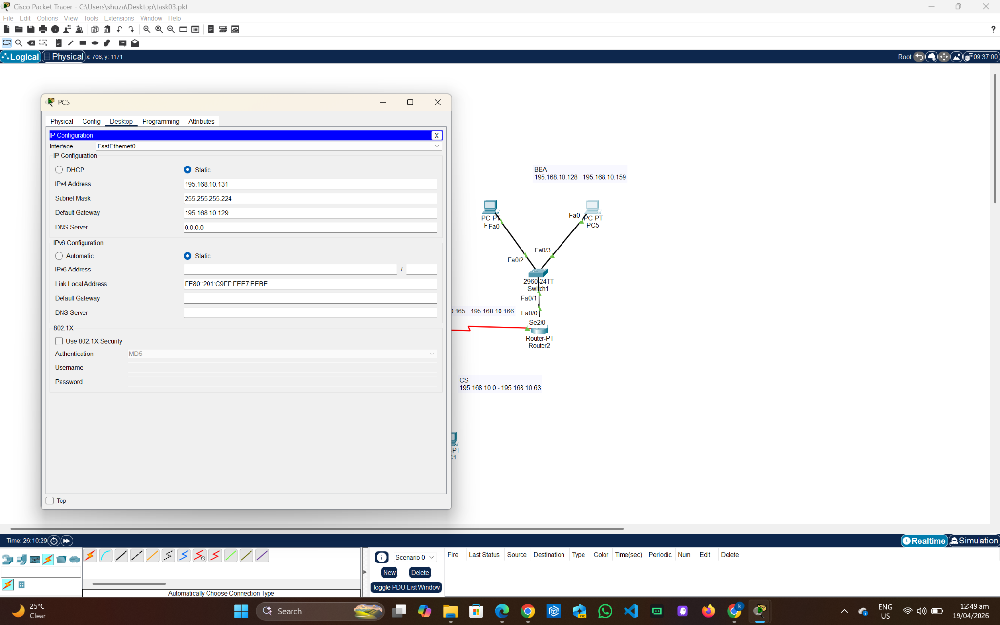 Cisco Packet Tracer - C:\Users\shuza\Desktop\task03.pkt
File Edit Options View Tools Extensions Window Help
?
Logical Physical x: 706, y: 1171
Root 09:37:00
PC5
Physical Config Desktop Programming Attributes
IP Configuration X
Interface FastEthernet0
IP Configuration
DHCP Static
IPv4 Address 195.168.10.131
Subnet Mask 255.255.255.224
Default Gateway 195.168.10.129
DNS Server 0.0.0.0
IPv6 Configuration
Automatic Static
IPv6 Address /
Link Local Address FE80::201:C9FF:FEE7:EEBE
Default Gateway
DNS Server
802.1X
Use 802.1X Security
Authentication MD5
Username
Password
Top
BBA
195.168.10.128 - 195.168.10.159
PC-PT
Fa0
Fa0
PC-PT
PC5
Fa0/3
Fa0/2
2960-24TT
Switch1
Fa0/1
.165 - 195.168.10.166
Fa0/0
Se2/0
Router-PT
Router2
CS
195.168.10.0 - 195.168.10.63
-PT
1
Time: 26:10:29
Realtime Simulation
Scenario 0
New Delete
Toggle PDU List Window
Fire Last Status Source Destination Type Color Time(sec) Periodic Num Edit Delete
Automatically Choose Connection Type
25°C
Clear
Search
PRE
k
ENG
US
12:49 am
19/04/2026